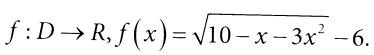 f : D → R, f(x) = √(10 − x − 3x²) − 6.